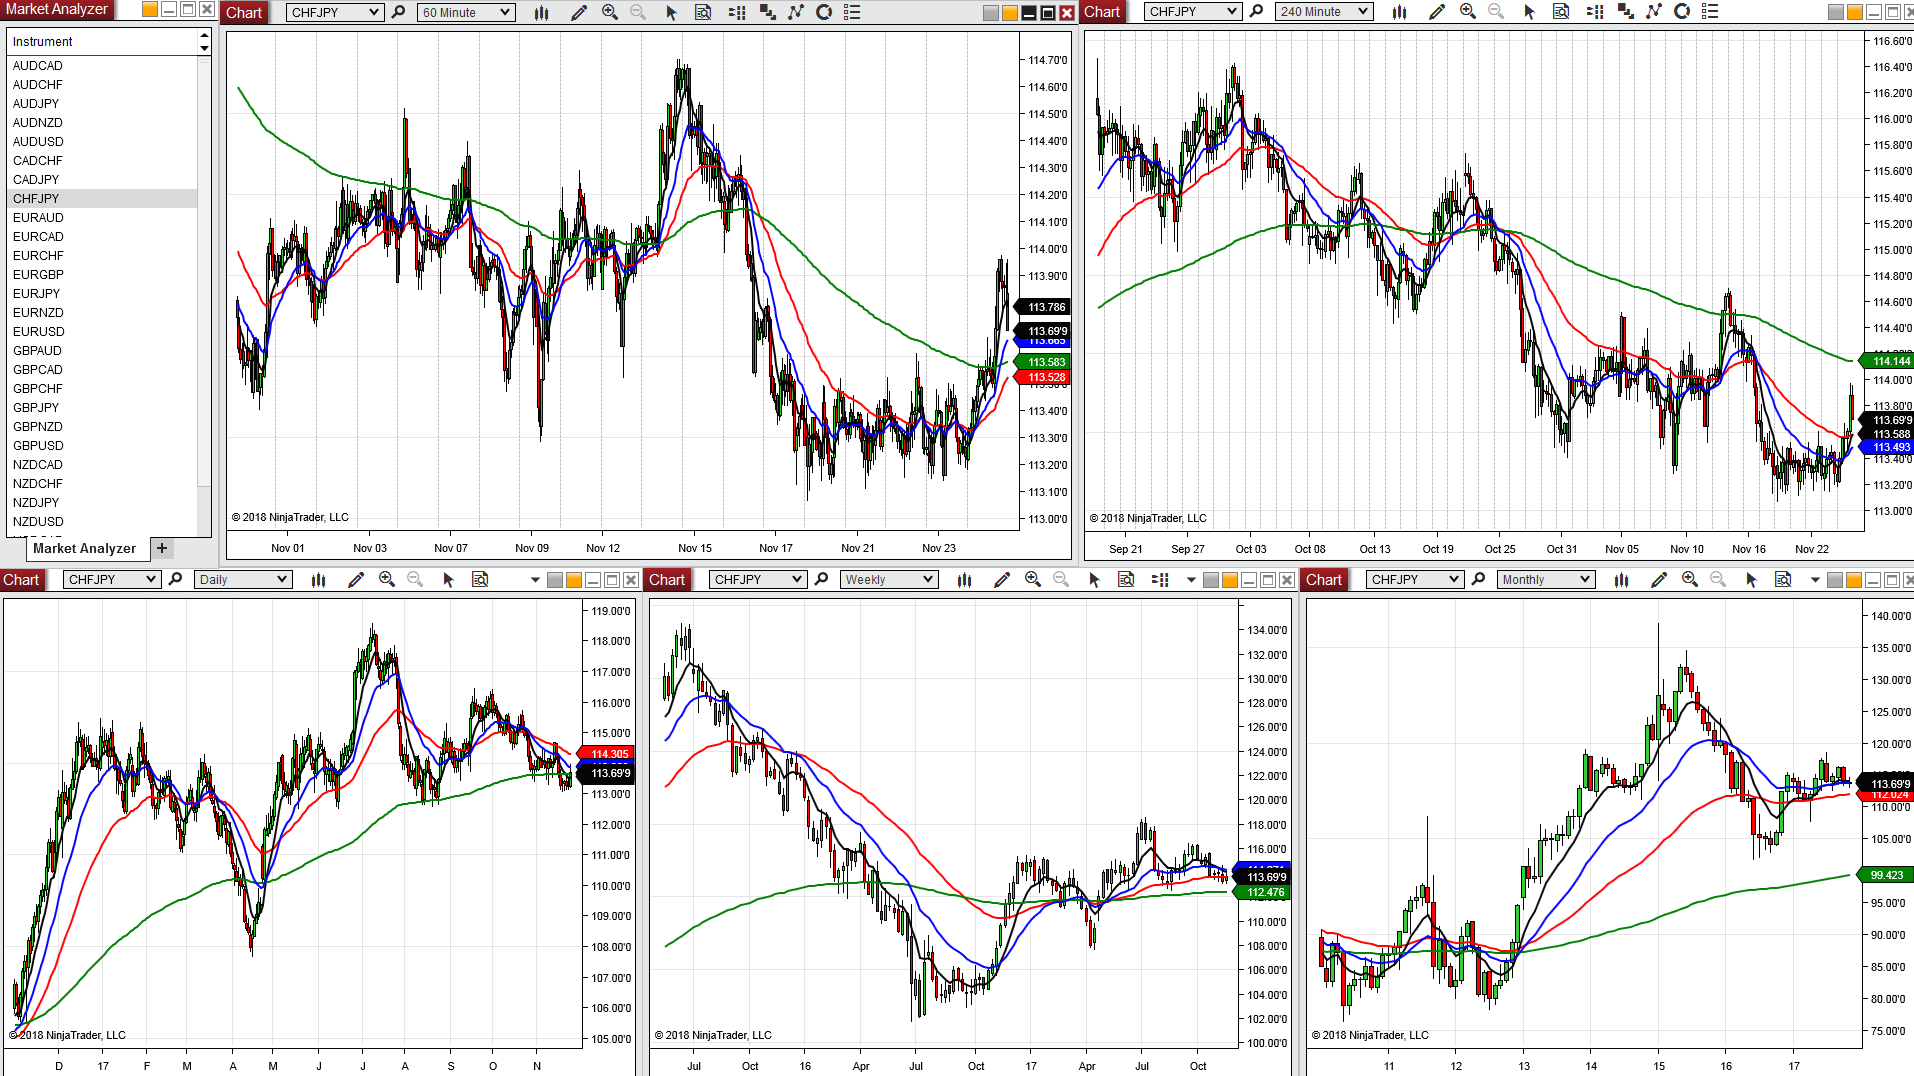 Market Analyzer
Instrument
AUDCAD
AUDCHF
AUDJPY
AUDNZD
AUDUSD
CADCHF
CADJPY
CHFJPY
EURAUD
EURCAD
EURCHF
EURGBP
EURJPY
EURNZD
EURUSD
GBPAUD
GBPCAD
GBPCHF
GBPJPY
GBPNZD
GBPUSD
NZDCAD
NZDCHF
NZDJPY
NZDUSD
Market Analyzer +
Chart CHFJPY 60 Minute
114.70'0
114.60'0
114.50'0
114.40'0
114.30'0
114.20'0
114.10'0
114.00'0
113.90'0
113.786
113.69'9
113.665
113.583
113.528
113.40'0
113.30'0
113.20'0
113.10'0
113.00'0
© 2018 NinjaTrader, LLC
Nov 01 Nov 03 Nov 07 Nov 09 Nov 12 Nov 15 Nov 17 Nov 21 Nov 23
Chart CHFJPY 240 Minute
116.60'0
116.40'0
116.20'0
116.00'0
115.80'0
115.60'0
115.40'0
115.20'0
115.00'0
114.80'0
114.60'0
114.40'0
114.144
114.00'0
113.80'0
113.69'9
113.588
113.493
113.40'0
113.20'0
113.00'0
© 2018 NinjaTrader, LLC
Sep 21 Sep 27 Oct 03 Oct 08 Oct 13 Oct 19 Oct 25 Oct 31 Nov 05 Nov 10 Nov 16 Nov 22
Chart CHFJPY Daily
119.00'0
118.00'0
117.00'0
116.00'0
115.00'0
114.305
113.69'9
113.00'0
112.00'0
111.00'0
110.00'0
109.00'0
108.00'0
107.00'0
106.00'0
105.00'0
© 2018 NinjaTrader, LLC
D 17 F M A M J J A S O N
Chart CHFJPY Weekly
134.00'0
132.00'0
130.00'0
128.00'0
126.00'0
124.00'0
122.00'0
120.00'0
118.00'0
116.00'0
113.69'9
112.476
110.00'0
108.00'0
106.00'0
104.00'0
102.00'0
100.00'0
© 2018 NinjaTrader, LLC
Jul Oct 16 Apr Jul Oct 17 Apr Jul Oct
Chart CHFJPY Monthly
140.00'0
135.00'0
130.00'0
125.00'0
120.00'0
113.69'9
112.024
110.00'0
105.00'0
99.423
95.00'0
90.00'0
85.00'0
80.00'0
75.00'0
© 2018 NinjaTrader, LLC
11 12 13 14 15 16 17